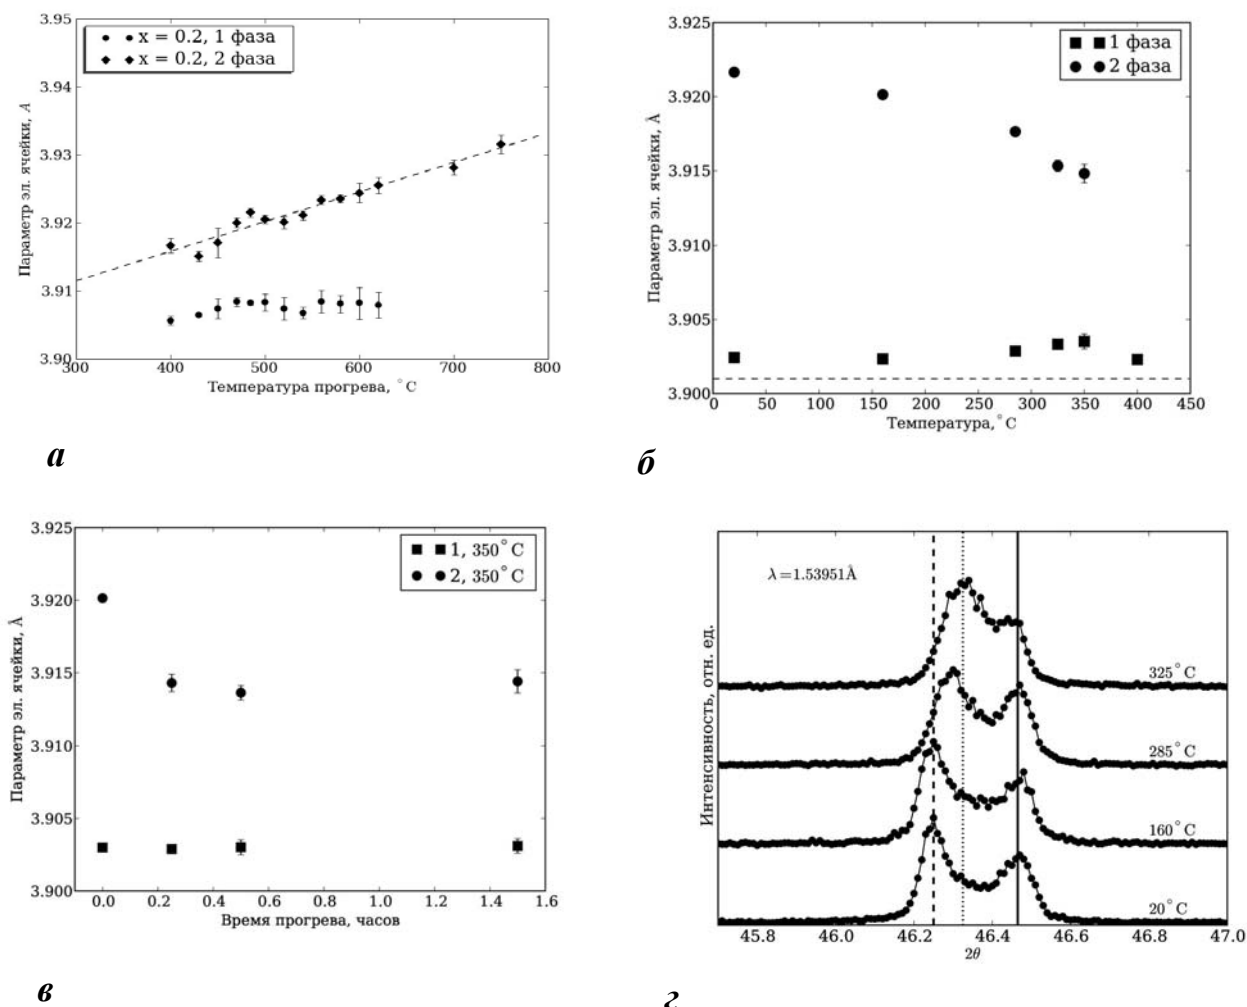 3.95
3.94
3.93
3.92
3.91
3.90
300
400
500
600
700
800
x = 0.2, 1 фаза
x = 0.2, 2 фаза
Параметр эл. ячейки, A
Температура прогрева, °C
а
3.925
3.920
3.915
3.910
3.905
3.900
0
50
100
150
200
250
300
350
400
450
1 фаза
2 фаза
Параметр эл. ячейки, Å
Температура, °C
б
3.925
3.920
3.915
3.910
3.905
3.900
0.0
0.2
0.4
0.6
0.8
1.0
1.2
1.4
1.6
1, 350°C
2, 350°C
Параметр эл. ячейки, Å
Время прогрева, часов
в
λ=1.53951Å
325°C
285°C
160°C
20°C
45.8
46.0
46.2
46.4
46.6
46.8
47.0
Интенсивность, отн. ед.
2θ
г